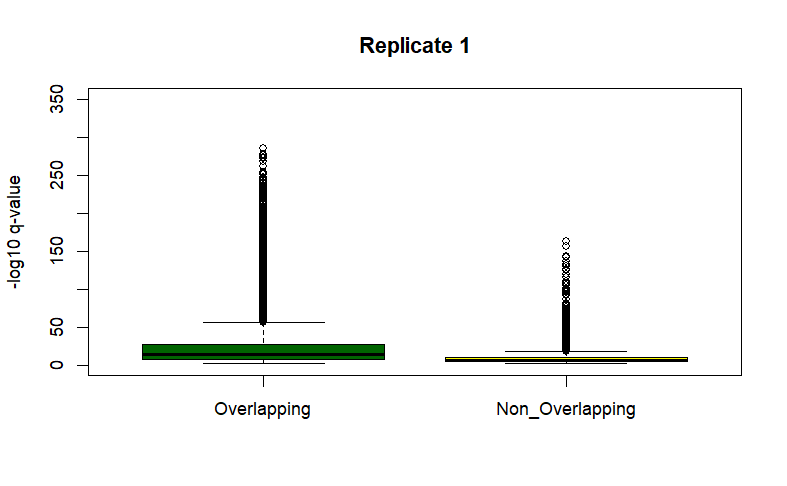 Replicate 1
-log10 q-value
350
250
150
50
0
Overlapping
Non_Overlapping